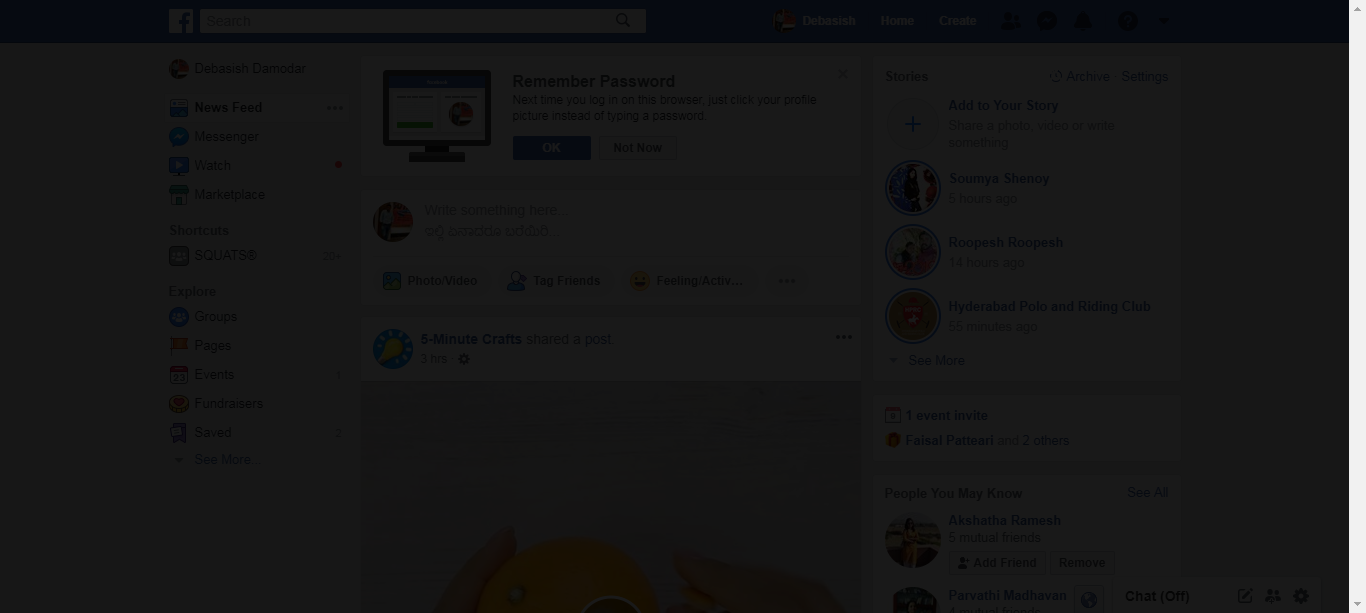 Search
Debasish
Home
Create
Debasish Damodar
News Feed
Messenger
Watch
Marketplace
Shortcuts
SQUATS®
20+
Explore
Groups
Pages
Events
Fundraisers
Saved
2
See More...
Remember Password
Next time you log in on this browser, just click your profile
picture instead of typing a password.
OK
Not Now
Write something here...
Photo/Video
Tag Friends
Feeling/Activ...
5-Minute Crafts shared a post.
3 hrs
Stories
Archive · Settings
Add to Your Story
Share a photo, video or write
something
Soumya Shenoy
5 hours ago
Roopesh Roopesh
14 hours ago
Hyderabad Polo and Riding Club
55 minutes ago
See More
1 event invite
Faisal Patteari and 2 others
People You May Know
See All
Akshatha Ramesh
5 mutual friends
Add Friend
Remove
Parvathi Madhavan
mutual friends
Chat (Off)